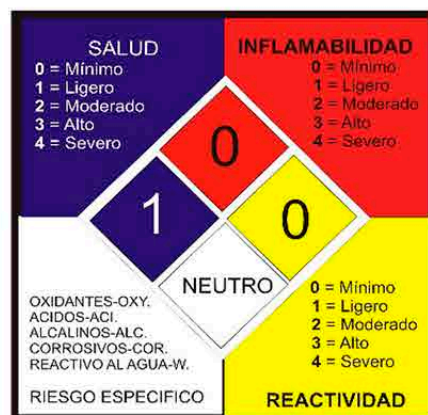 SALUD
0 = Mínimo
1 = Ligero
2 = Moderado
3 = Alto
4 = Severo
INFLAMABILIDAD
0 = Mínimo
1 = Ligero
2 = Moderado
3 = Alto
4 = Severo
0
1
0
NEUTRO
OXIDANTES-OXY.
ACIDOS-ACI.
ALCALINOS-ALC.
CORROSIVOS-COR.
REACTIVO AL AGUA-W.
RIESGO ESPECIFICO
0 = Mínimo
1 = Ligero
2 = Moderado
3 = Alto
4 = Severo
REACTIVIDAD